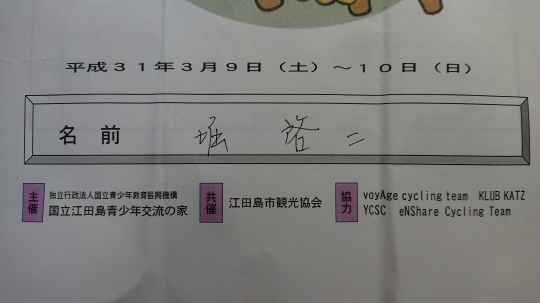 平成31年3月9日（土）～10日（日）
名 前 堀 啓二
主催 独立行政法人国立青少年教育振興機構
国立江田島青少年交流の家
共催 江田島市観光協会
協力 voyAge cycling team KLUB KATZ
YCSC eNShare Cycling Team